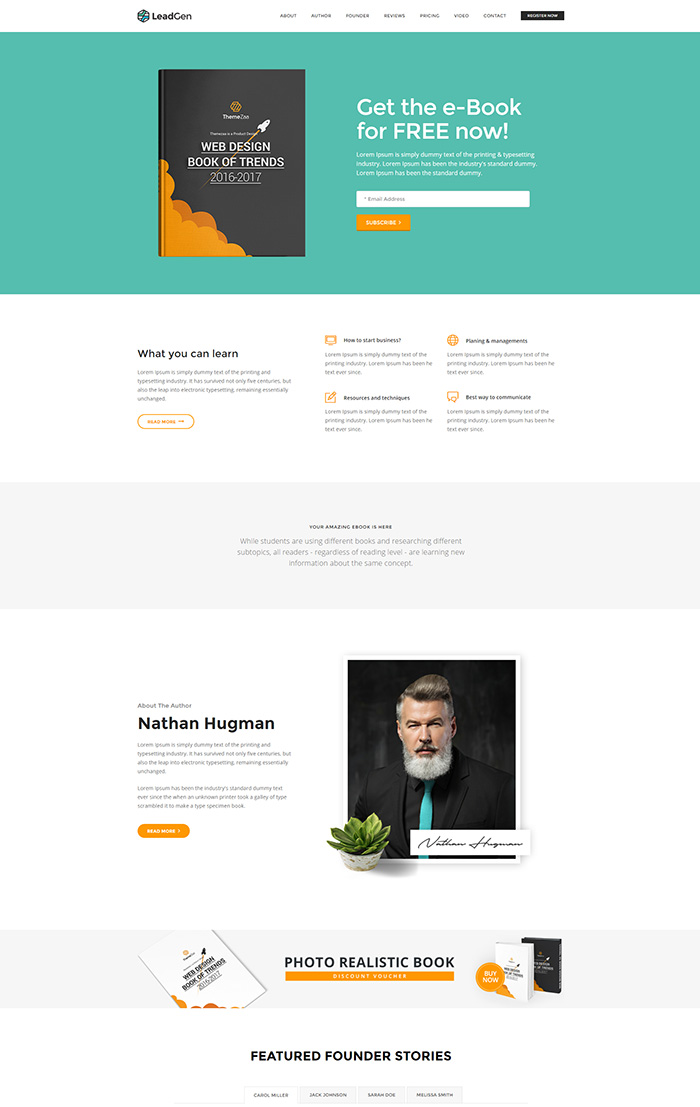 LeadGen
ABOUT AUTHOR FOUNDER REVIEWS PRICING VIDEO CONTACT REGISTER NOW
ThemeZaa
Themezaa is a Product Design
WEB DESIGN
BOOK OF TRENDS
2016-2017
Get the e-Book
for FREE now!
Lorem Ipsum is simply dummy text of the printing & typesetting
industry. Lorem Ipsum has been the industry's standard dummy.
Lorem Ipsum has been the standard dummy.
* Email Address
SUBSCRIBE
What you can learn
Lorem Ipsum is simply dummy text of the printing and
typesetting industry. It has survived not only five centuries, but
also the leap into electronic typesetting, remaining essentially
unchanged.
READ MORE
How to start business?
Lorem Ipsum is simply dummy text of the
printing industry. Lorem Ipsum has been he
text ever since.
Planing & managements
Lorem Ipsum is simply dummy text of the
printing industry. Lorem Ipsum has been he
text ever since.
Resources and techniques
Lorem Ipsum is simply dummy text of the
printing industry. Lorem Ipsum has been he
text ever since.
Best way to communicate
Lorem Ipsum is simply dummy text of the
printing industry. Lorem Ipsum has been he
text ever since.
YOUR AMAZING EBOOK IS HERE
While students are using different books and researching different
subtopics, all readers - regardless of reading level - are learning new
information about the same concept.
About The Author
Nathan Hugman
Lorem Ipsum is simply dummy text of the printing and
typesetting industry. It has survived not only five centuries, but
also the leap into electronic typesetting, remaining essentially
unchanged.
Lorem Ipsum has been the industry's standard dummy text
ever since the when an unknown printer took a galley of type
scrambled it to make a type specimen book.
READ MORE
Nathan Hugman
ThemeZaa
WEB DESIGN
BOOK OF TRENDS
2016-2017
PHOTO REALISTIC BOOK
DISCOUNT VOUCHER
BUY
NOW
WEB DESIGN
BOOK OF TRENDS
WEB DESIGN
BOOK OF TRENDS
FEATURED FOUNDER STORIES
CAROL MILLER JACK JOHNSON SARAH DOE MELISSA SMITH